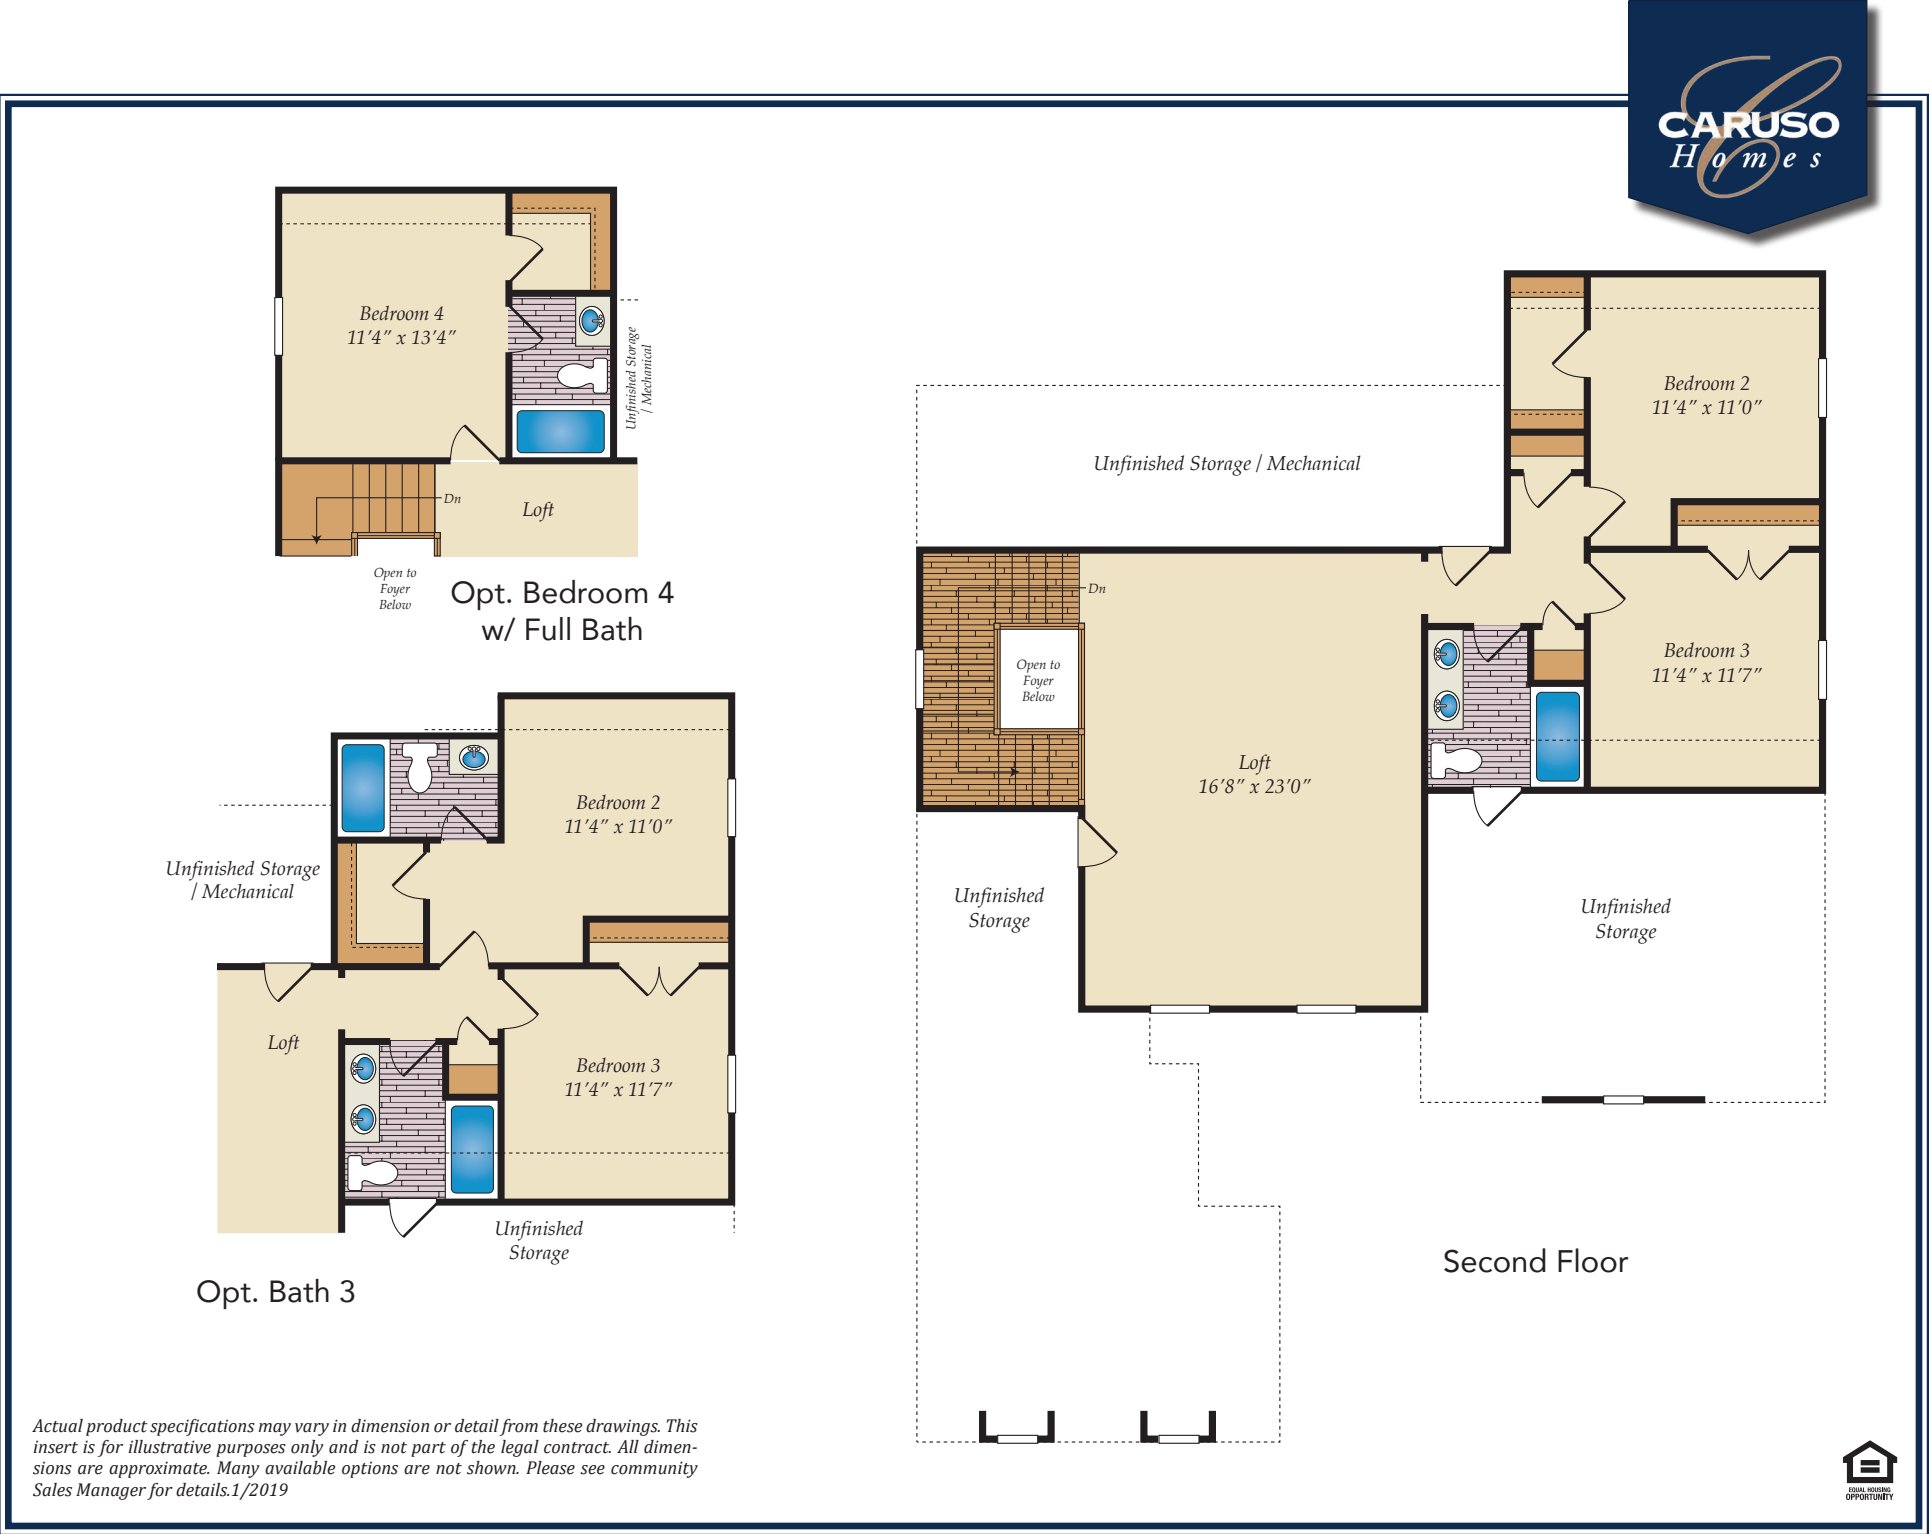 CARUSO
Homes
Bedroom 4
11’4” x 13’4”
Unfinished Storage
/ Mechanical
Dn
Loft
Open to
Foyer
Below
Opt. Bedroom 4
w/ Full Bath
Bedroom 2
11’4” x 11’0”
Unfinished Storage
/ Mechanical
Loft
Bedroom 3
11’4” x 11’7”
Unfinished
Storage
Opt. Bath 3
Bedroom 2
11’4” x 11’0”
Unfinished Storage / Mechanical
Dn
Open to
Foyer
Below
Bedroom 3
11’4” x 11’7”
Loft
16’8” x 23’0”
Unfinished
Storage
Unfinished
Storage
Second Floor
Actual product specifications may vary in dimension or detail from these drawings. This
insert is for illustrative purposes only and is not part of the legal contract. All dimen-
sions are approximate. Many available options are not shown. Please see community
Sales Manager for details.1/2019
EQUAL HOUSING
OPPORTUNITY